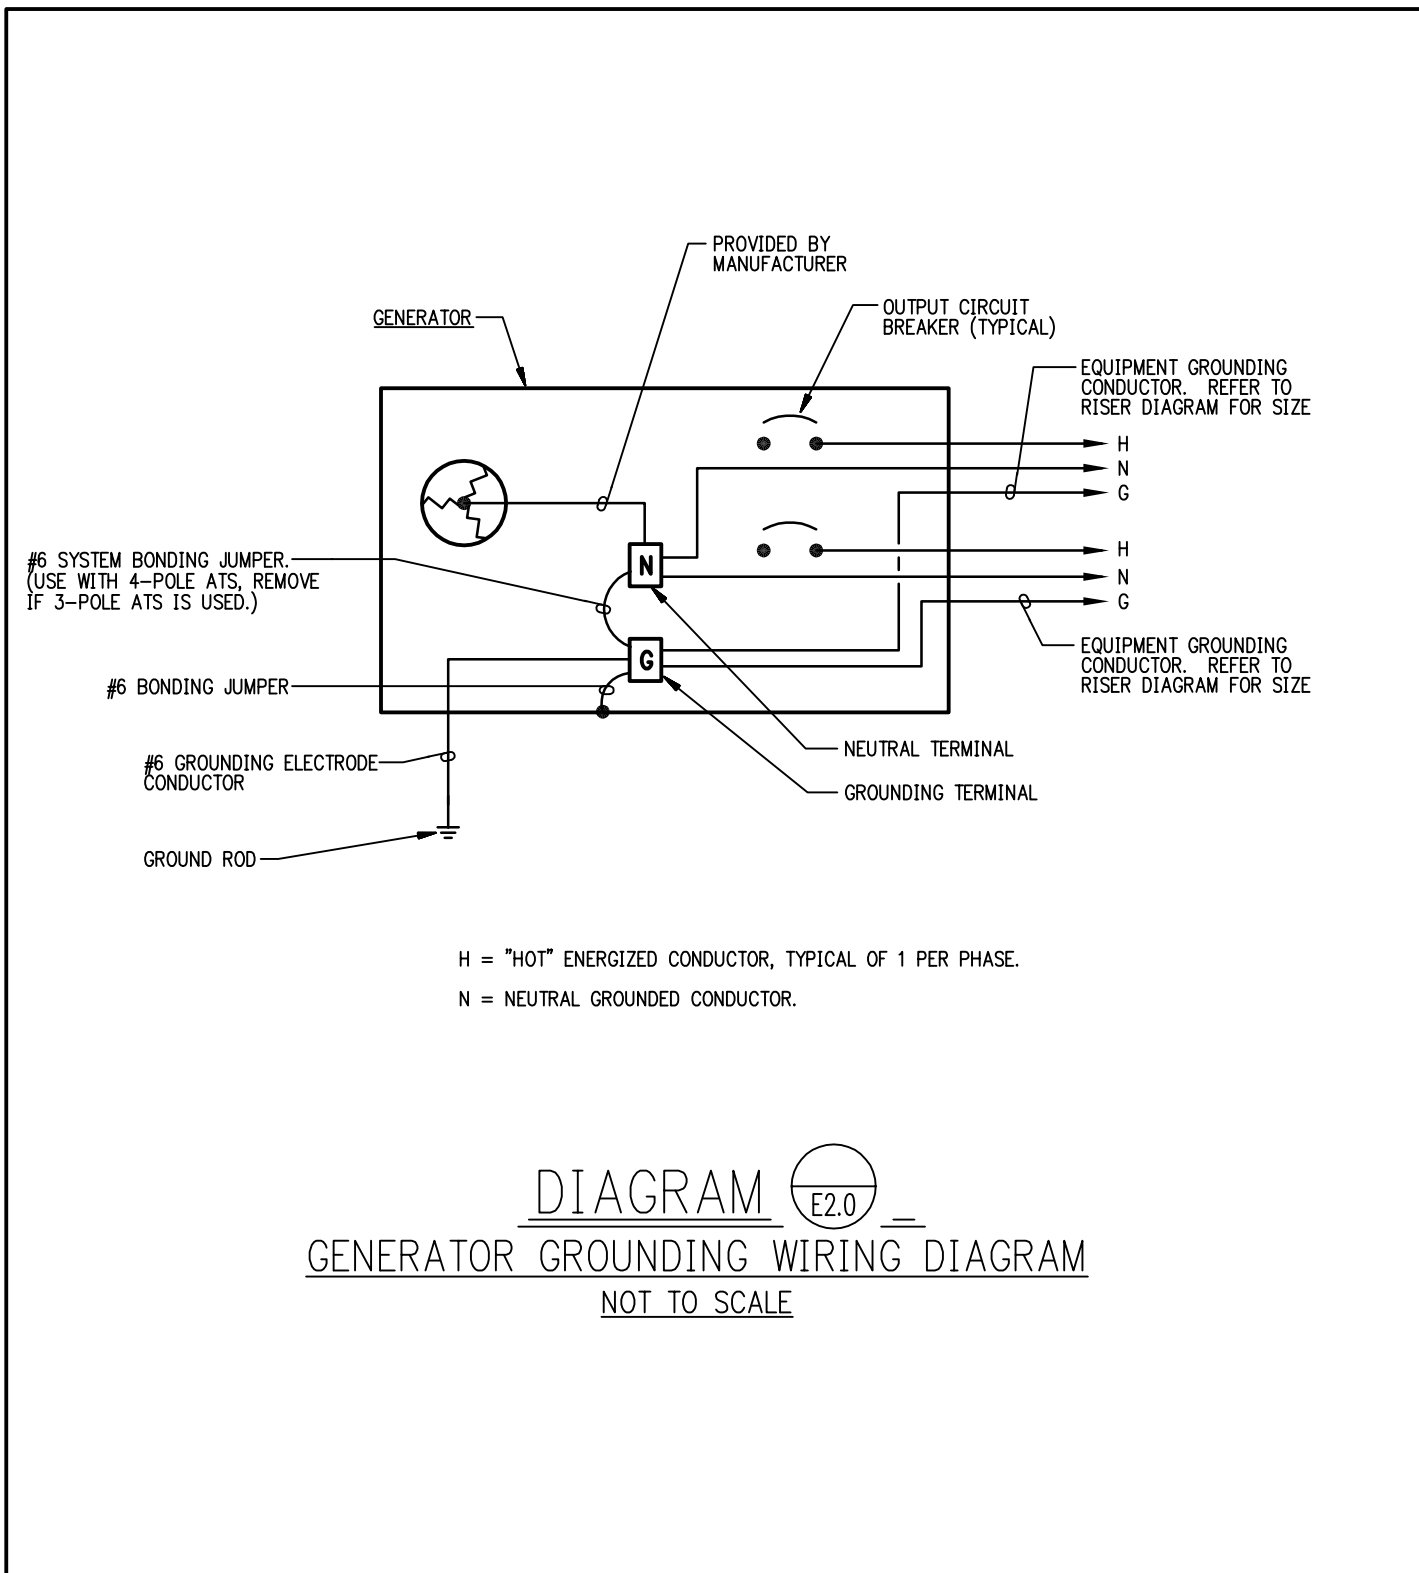 PROVIDED BY
MANUFACTURER
GENERATOR
OUTPUT CIRCUIT
BREAKER (TYPICAL)
EQUIPMENT GROUNDING
CONDUCTOR.  REFER TO
RISER DIAGRAM FOR SIZE
H
N
G
H
N
G
#6 SYSTEM BONDING JUMPER.
(USE WITH 4-POLE ATS, REMOVE
IF 3-POLE ATS IS USED.)
N
G
EQUIPMENT GROUNDING
CONDUCTOR.  REFER TO
RISER DIAGRAM FOR SIZE
#6 BONDING JUMPER
NEUTRAL TERMINAL
#6 GROUNDING ELECTRODE
CONDUCTOR
GROUNDING TERMINAL
GROUND ROD
H = "HOT" ENERGIZED CONDUCTOR, TYPICAL OF 1 PER PHASE.
N = NEUTRAL GROUNDED CONDUCTOR.
DIAGRAM
E2.0
GENERATOR GROUNDING WIRING DIAGRAM
NOT TO SCALE